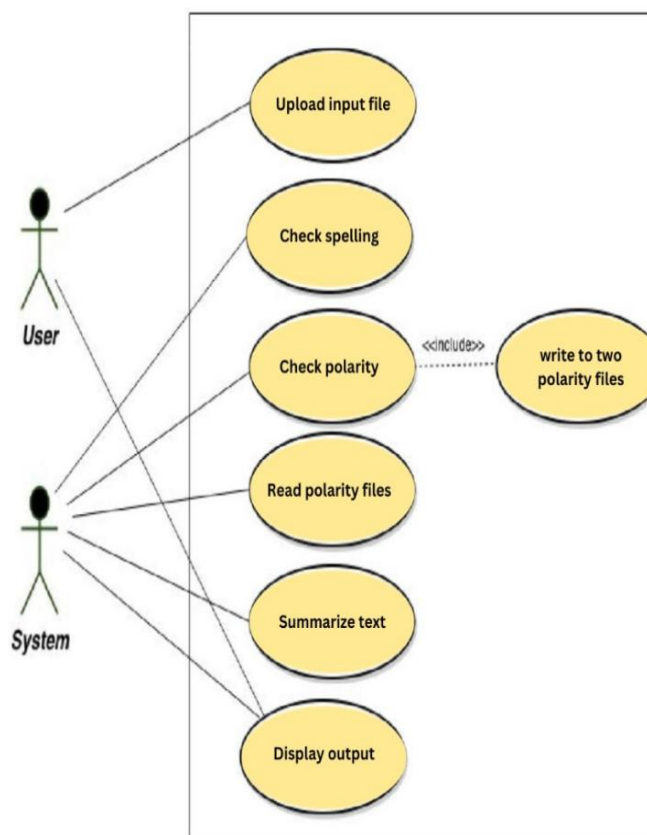 Upload input file
Check spelling
User
Check polarity
<<include>>
write to two
polarity files
Read polarity files
System
Summarize text
Display output